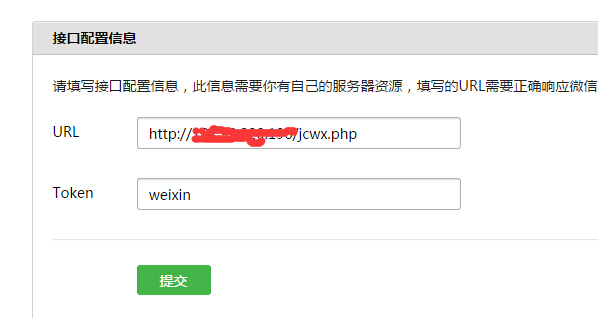 接口配置信息
请填写接口配置信息，此信息需要你有自己的服务器资源，填写的URL需要正确响应微信
URL http:// /jcwx.php
Token weixin
提交